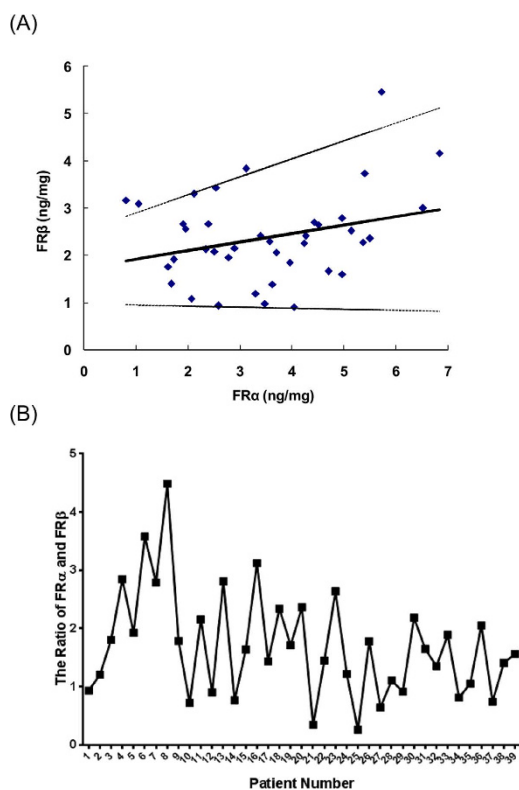 (A)
6
5
4
3
2
1
0
FRβ (ng/mg)
0 1 2 3 4 5 6 7
FRα (ng/mg)
(B)
5
4
3
2
1
0
The Ratio of FRα and FRβ
1 2 3 4 5 6 7 8 9 10 11 12 13 14 15 16 17 18 19 20 21 22 23 24 25 26 27 28 29 30 31 32 33 34 35 36 37 38 39
Patient Number